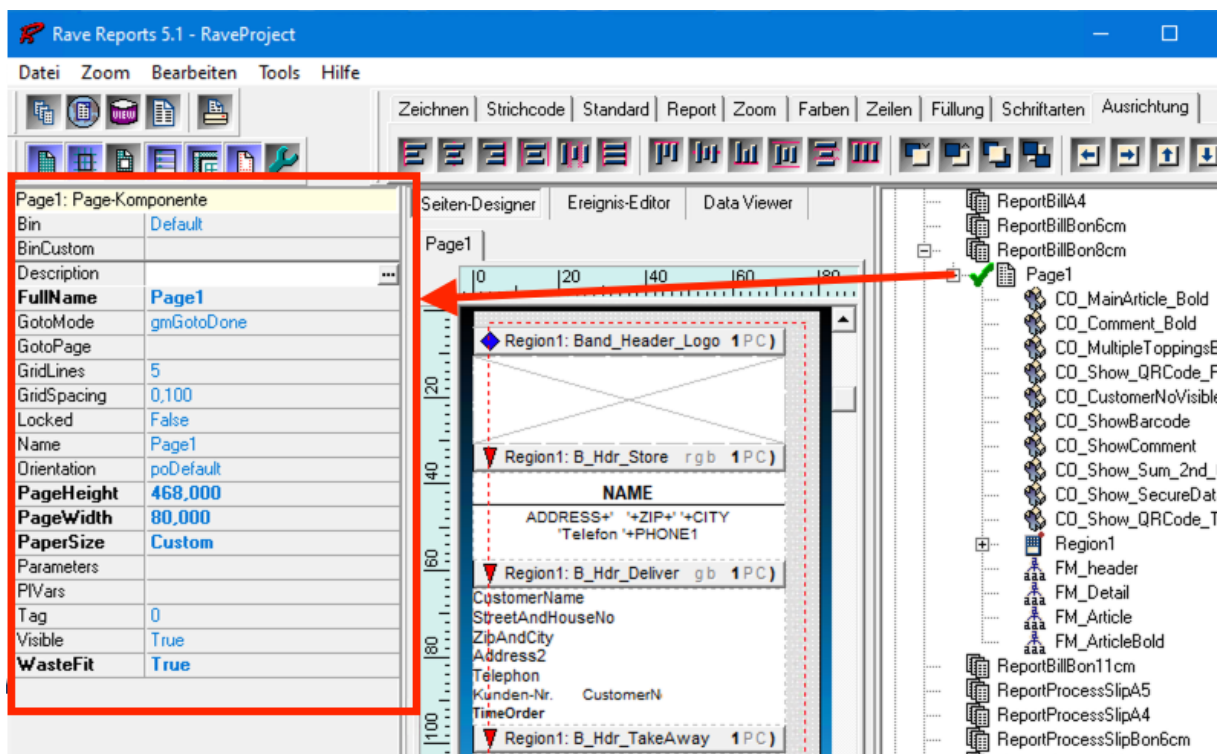 Rave Reports 5.1 - RaveProject
Datei Zoom Bearbeiten Tools Hilfe
VIEW
Zeichnen Strichcode Standard Report Zoom Farben Zeilen Füllung Schriftarten Ausrichtung
Page1: Page-Komponente
Bin Default
BinCustom
Description ...
FullName Page1
GotoMode gmGotoDone
GotoPage
GridLines 5
GridSpacing 0,100
Locked False
Name Page1
Orientation poDefault
PageHeight 468,000
PageWidth 80,000
PaperSize Custom
Parameters
PIVars
Tag 0
Visible True
WasteFit True
Seiten-Designer Ereignis-Editor Data Viewer
Page1
0 20 40 60 80
20
40
60
80
100
Region1: Band_Header_Logo 1PC)
Region1: B_Hdr_Store rgb 1PC)
NAME
ADDRESS+' '+ZIP+' '+CITY
'Telefon '+PHONE1
Region1: B_Hdr_Deliver gb 1PC)
CustomerName
StreetAndHouseNo
ZipAndCity
Address2
Telephon
Kunden-Nr. CustomerN
TimeOrder
Region1: B_Hdr_TakeAway 1PC)
ReportBillA4
ReportBillBon6cm
ReportBillBon8cm
Page1
CO_MainArticle_Bold
CO_Comment_Bold
CO_MultipleToppingsB
CO_Show_QRCode_F
CO_CustomerNoVisible
CO_ShowBarcode
CO_ShowComment
CO_Show_Sum_2nd_
CO_Show_SecureDat
CO_Show_QRCode_T
Region1
FM_header
FM_Detail
FM_Article
FM_ArticleBold
ReportBillBon11cm
ReportProcessSlipA5
ReportProcessSlipA4
ReportProcessSlipBon6cm